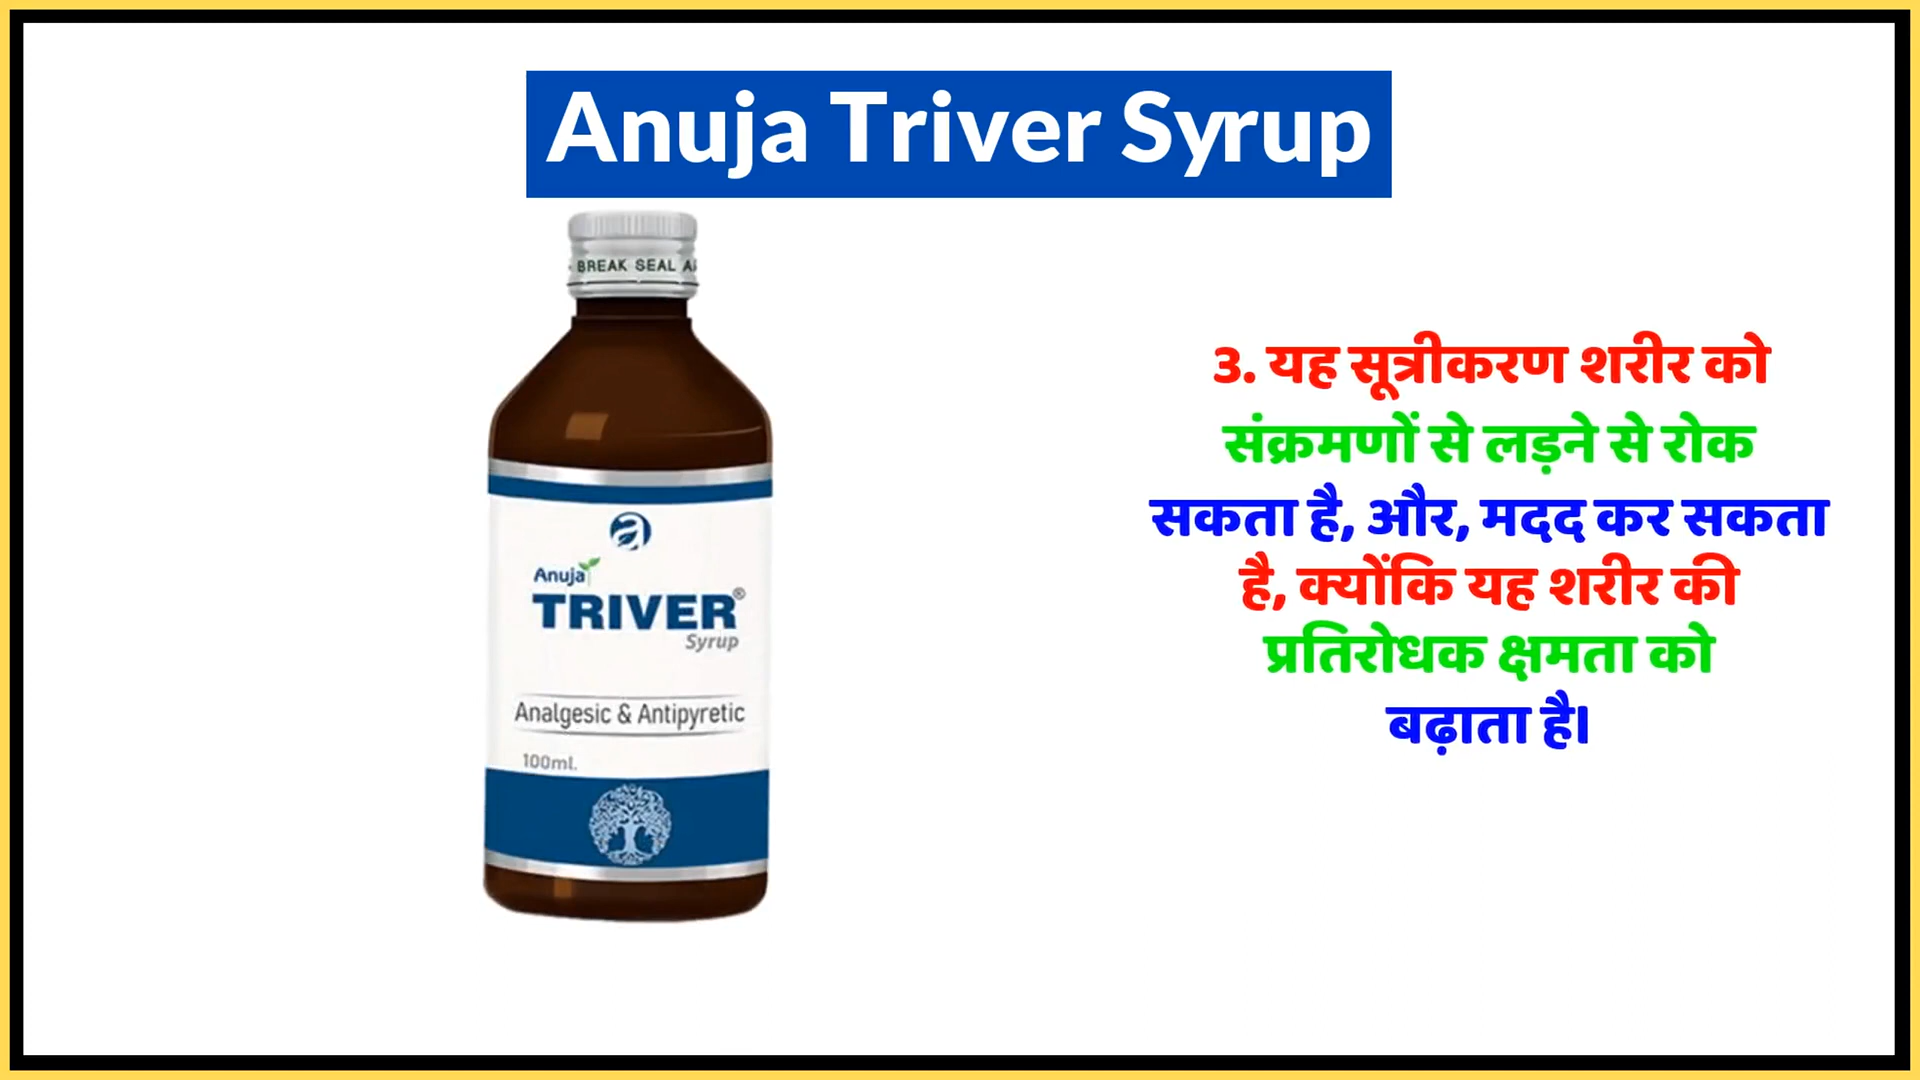 Anuja Triver Syrup
BREAK SEAL
Anuja
TRIVER®
Syrup
Analgesic & Antipyretic
100ml.
3. यह सूत्रीकरण शरीर को
संक्रमणों से लड़ने से रोक
सकता है, और, मदद कर सकता
है, क्योंकि यह शरीर की
प्रतिरोधक क्षमता को
बढ़ाता है।